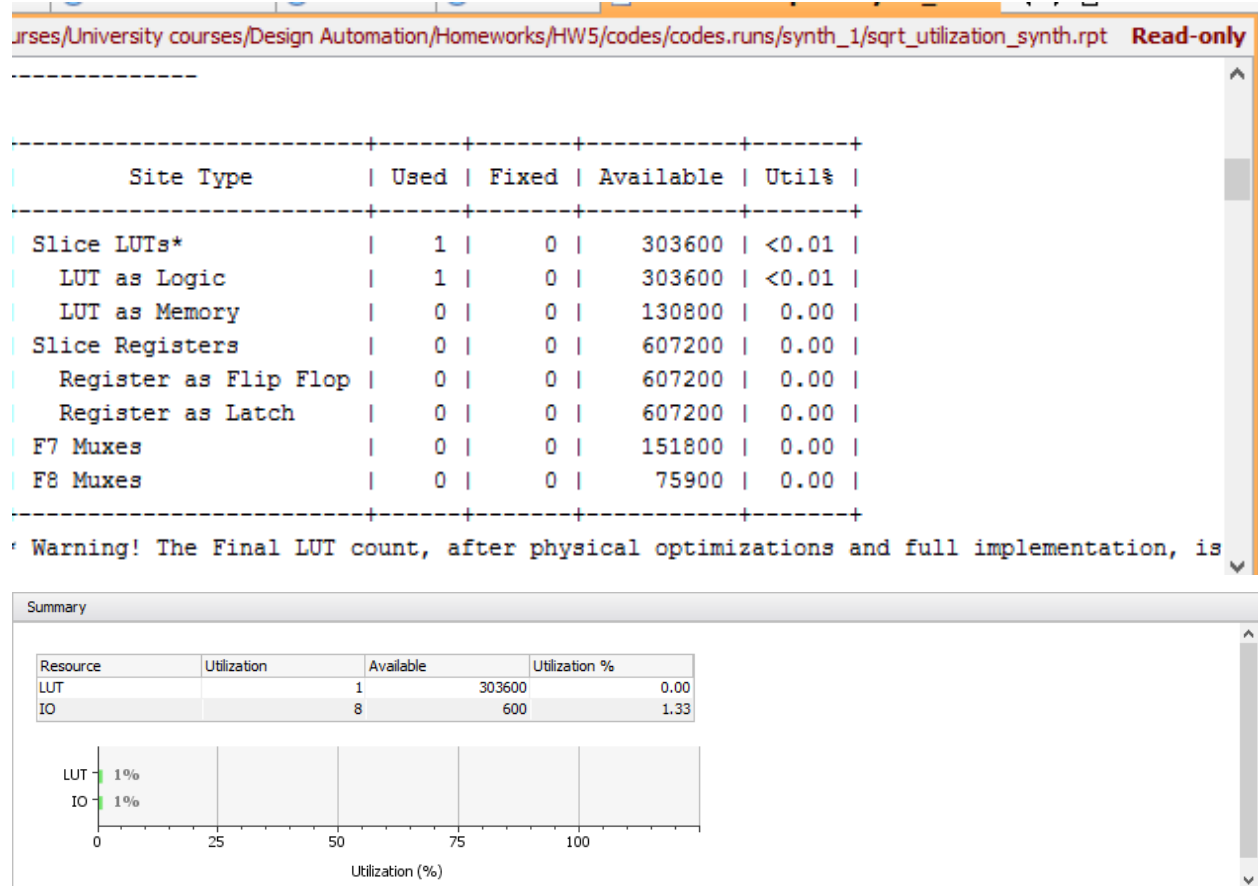 urses/University courses/Design Automation/Homeworks/HW5/codes/codes.runs/synth_1/sqrt_utilization_synth.rpt Read-only
--------------
+--------------------------+------+-------+-----------+-------+
| Site Type | Used | Fixed | Available | Util% |
+--------------------------+------+-------+-----------+-------+
| Slice LUTs* | 1 | 0 | 303600 | <0.01 |
| LUT as Logic | 1 | 0 | 303600 | <0.01 |
| LUT as Memory | 0 | 0 | 130800 | 0.00 |
| Slice Registers | 0 | 0 | 607200 | 0.00 |
| Register as Flip Flop | 0 | 0 | 607200 | 0.00 |
| Register as Latch | 0 | 0 | 607200 | 0.00 |
| F7 Muxes | 0 | 0 | 151800 | 0.00 |
| F8 Muxes | 0 | 0 | 75900 | 0.00 |
+--------------------------+------+-------+-----------+-------+
* Warning! The Final LUT count, after physical optimizations and full implementation, is
Summary
Resource Utilization Available Utilization %
LUT 1 303600 0.00
IO 8 600 1.33
LUT 1%
IO 1%
0 25 50 75 100
Utilization (%)